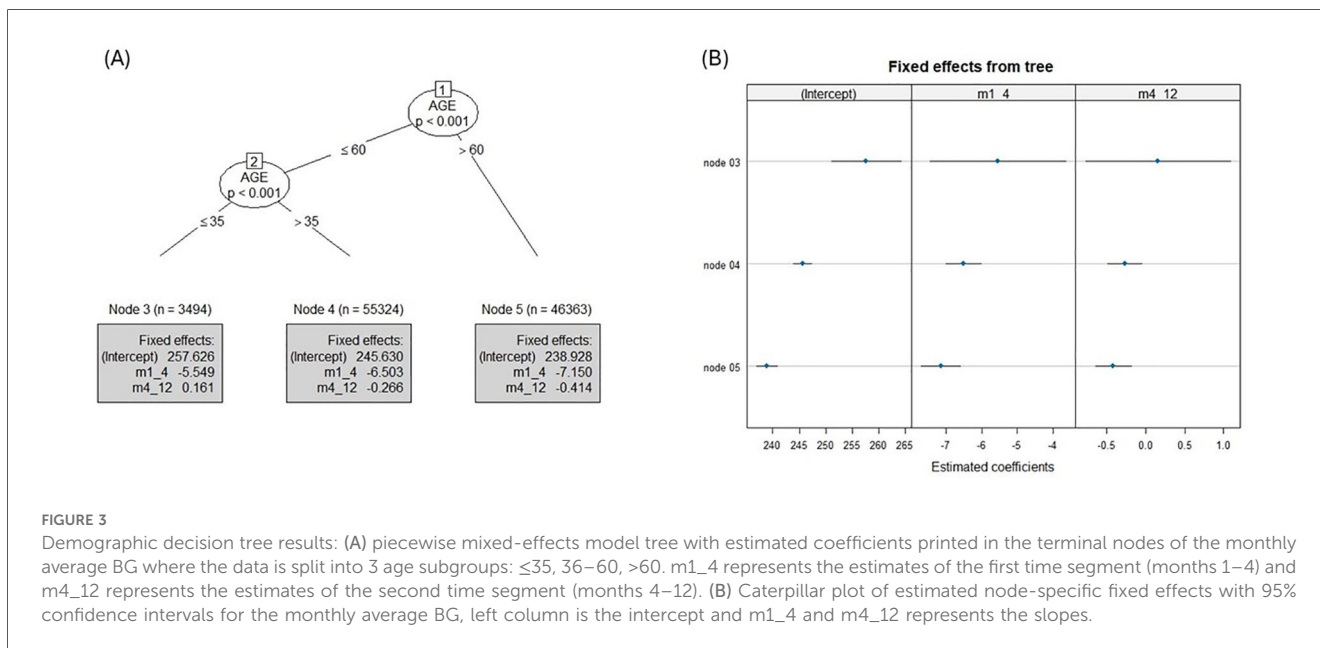 (A)
1
AGE
p < 0.001
≤ 60
> 60
2
AGE
p < 0.001
≤ 35
> 35
Node 3 (n = 3494)
Fixed effects:
(Intercept) 257.626
m1_4 -5.549
m4_12 0.161
Node 4 (n = 55324)
Fixed effects:
(Intercept) 245.630
m1_4 -6.503
m4_12 -0.266
Node 5 (n = 46363)
Fixed effects:
(Intercept) 238.928
m1_4 -7.150
m4_12 -0.414
(B)
Fixed effects from tree
(Intercept) m1_4 m4_12
node 03
node 04
node 05
240 245 250 255 260 265 -7 -6 -5 -4 -0.5 0.0 0.5 1.0
Estimated coefficients
FIGURE 3
Demographic decision tree results: (A) piecewise mixed-effects model tree with estimated coefficients printed in the terminal nodes of the monthly
average BG where the data is split into 3 age subgroups: ≤35, 36–60, >60. m1_4 represents the estimates of the first time segment (months 1–4) and
m4_12 represents the estimates of the second time segment (months 4–12). (B) Caterpillar plot of estimated node-specific fixed effects with 95%
confidence intervals for the monthly average BG, left column is the intercept and m1_4 and m4_12 represents the slopes.